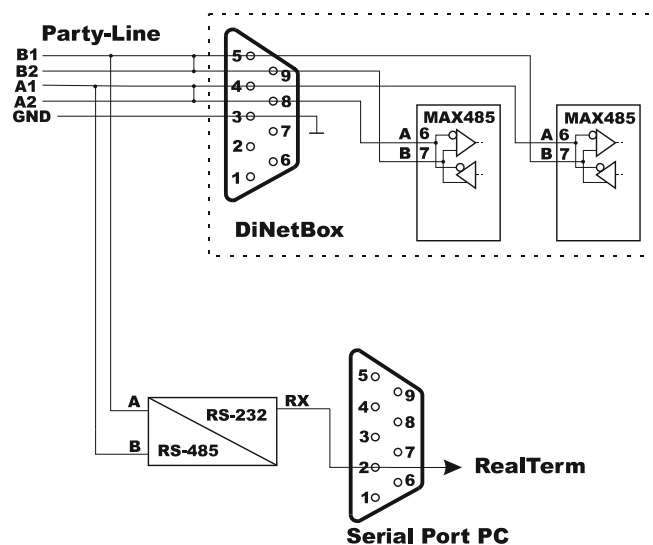 Party-Line
B1
B2
A1
A2
GND
5
9
4
8
3
7
2
6
1
DiNetBox
MAX485
A 6
B 7
MAX485
A 6
B 7
A
B
RS-232
RS-485
RX
5
9
4
8
3
7
2
6
1
RealTerm
Serial Port PC